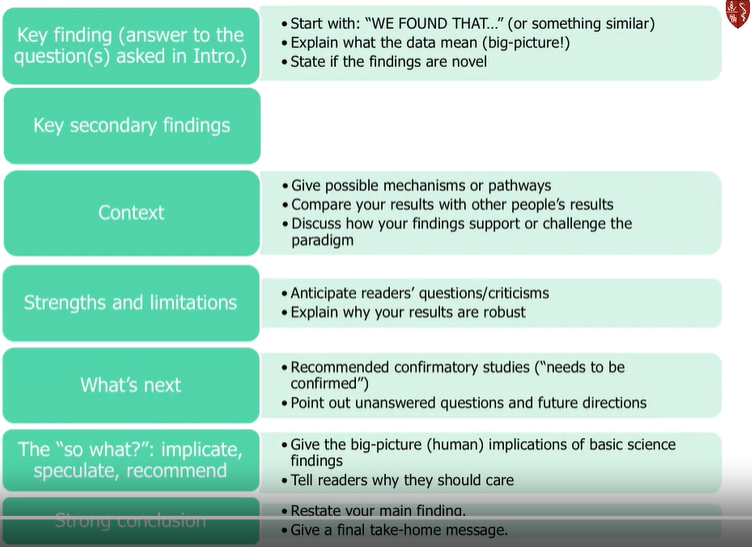 Key finding (answer to the
question(s) asked in Intro.)
• Start with: “WE FOUND THAT…” (or something similar)
• Explain what the data mean (big-picture!)
• State if the findings are novel
Key secondary findings
Context
• Give possible mechanisms or pathways
• Compare your results with other people’s results
• Discuss how your findings support or challenge the
paradigm
Strengths and limitations
• Anticipate readers’ questions/criticisms
• Explain why your results are robust
What’s next
• Recommended confirmatory studies (“needs to be
confirmed”)
• Point out unanswered questions and future directions
The “so what?”: implicate,
speculate, recommend
• Give the big-picture (human) implications of basic science
findings
• Tell readers why they should care
Strong conclusion
• Restate your main finding.
• Give a final take-home message.